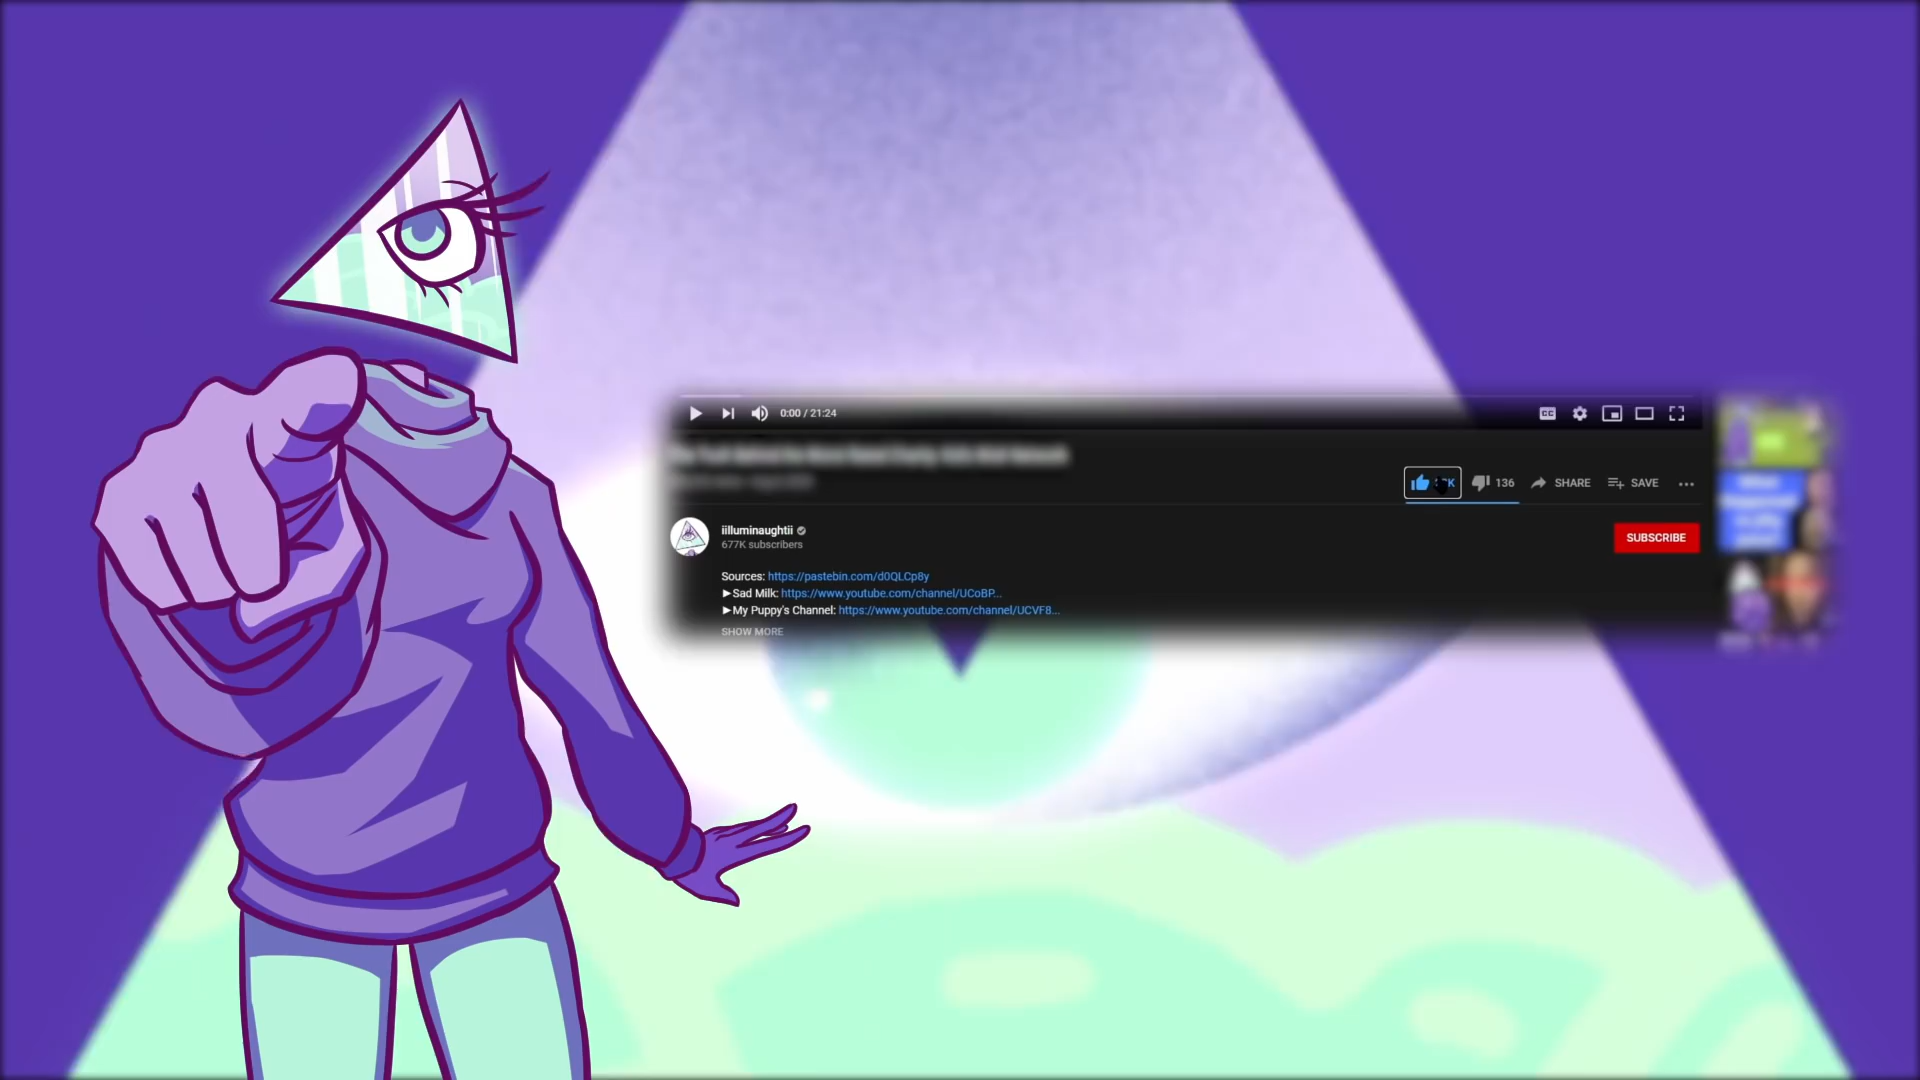 0:00 / 21:24
CC
136 SHARE SAVE
iilluminaughtii
677K subscribers
SUBSCRIBE
Sources: https://pastebin.com/d0QLCp8y
►Sad Milk: https://www.youtube.com/channel/UCoBP...
►My Puppy's Channel: https://www.youtube.com/channel/UCVF8...
SHOW MORE